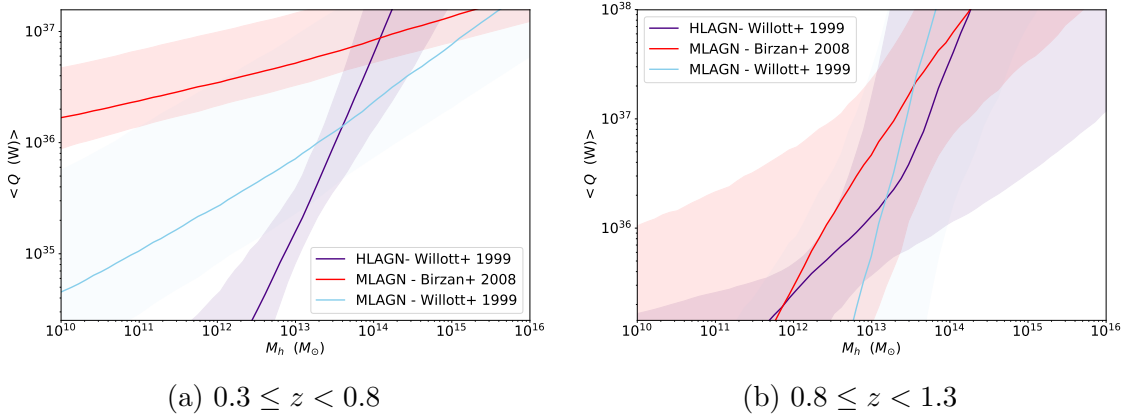 10^37
10^36
10^35
<Q (W)>
10^10 10^11 10^12 10^13 10^14 10^15 10^16
M_h (M_⊙)
HLAGN- Willott+ 1999
MLAGN - Birzan+ 2008
MLAGN - Willott+ 1999
(a) 0.3 ≤ z < 0.8
10^38
10^37
10^36
<Q (W)>
10^10 10^11 10^12 10^13 10^14 10^15 10^16
M_h (M_⊙)
HLAGN- Willott+ 1999
MLAGN - Birzan+ 2008
MLAGN - Willott+ 1999
(b) 0.8 ≤ z < 1.3